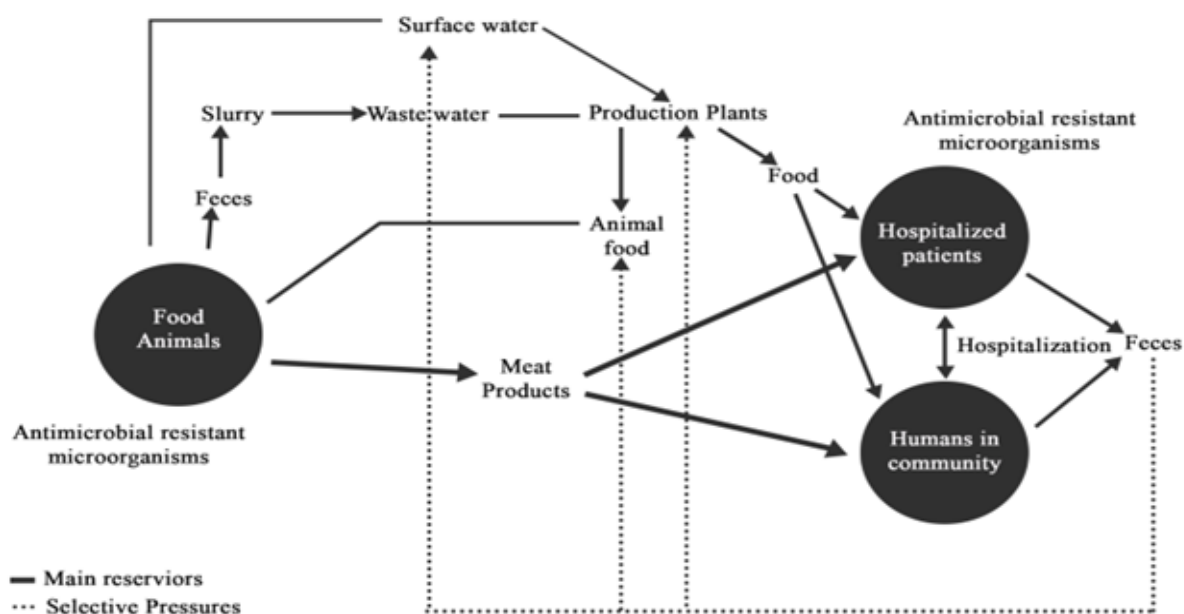 Surface water
Slurry
Waste water
Production Plants
Antimicrobial resistant
microorganisms
Food
Feces
Animal
food
Hospitalized
patients
Food
Animals
Hospitalization
Feces
Meat
Products
Antimicrobial resistant
microorganisms
Humans in
community
Main reserviors
Selective Pressures